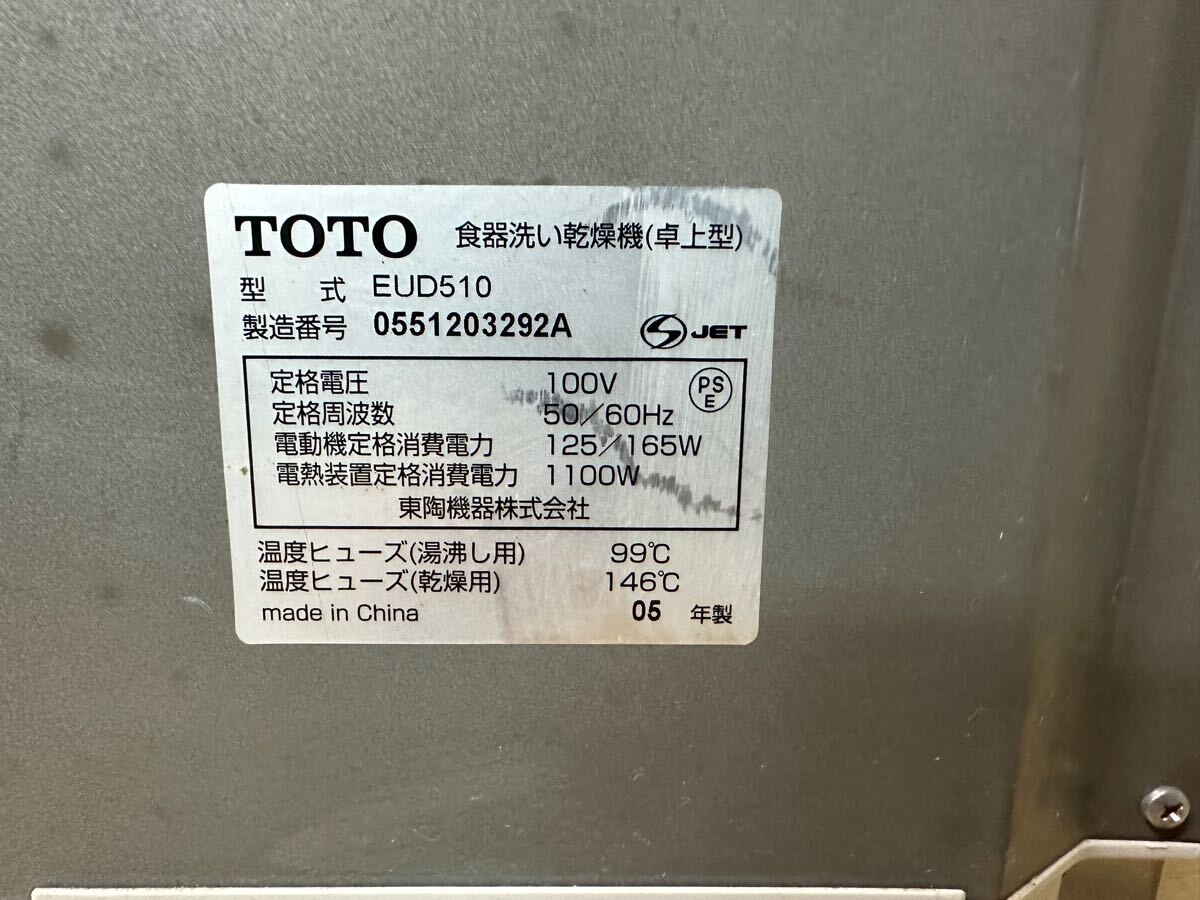 TOTO 食器洗い乾燥機(卓上型)
型 式 EUD510
製造番号 0551203292A
S JET
定格電圧 100V
PS E
定格周波数 50/60Hz
電動機定格消費電力 125/165W
電熱装置定格消費電力 1100W
東陶機器株式会社
温度ヒューズ(湯沸し用) 99℃
温度ヒューズ(乾燥用) 146℃
made in China 05 年製